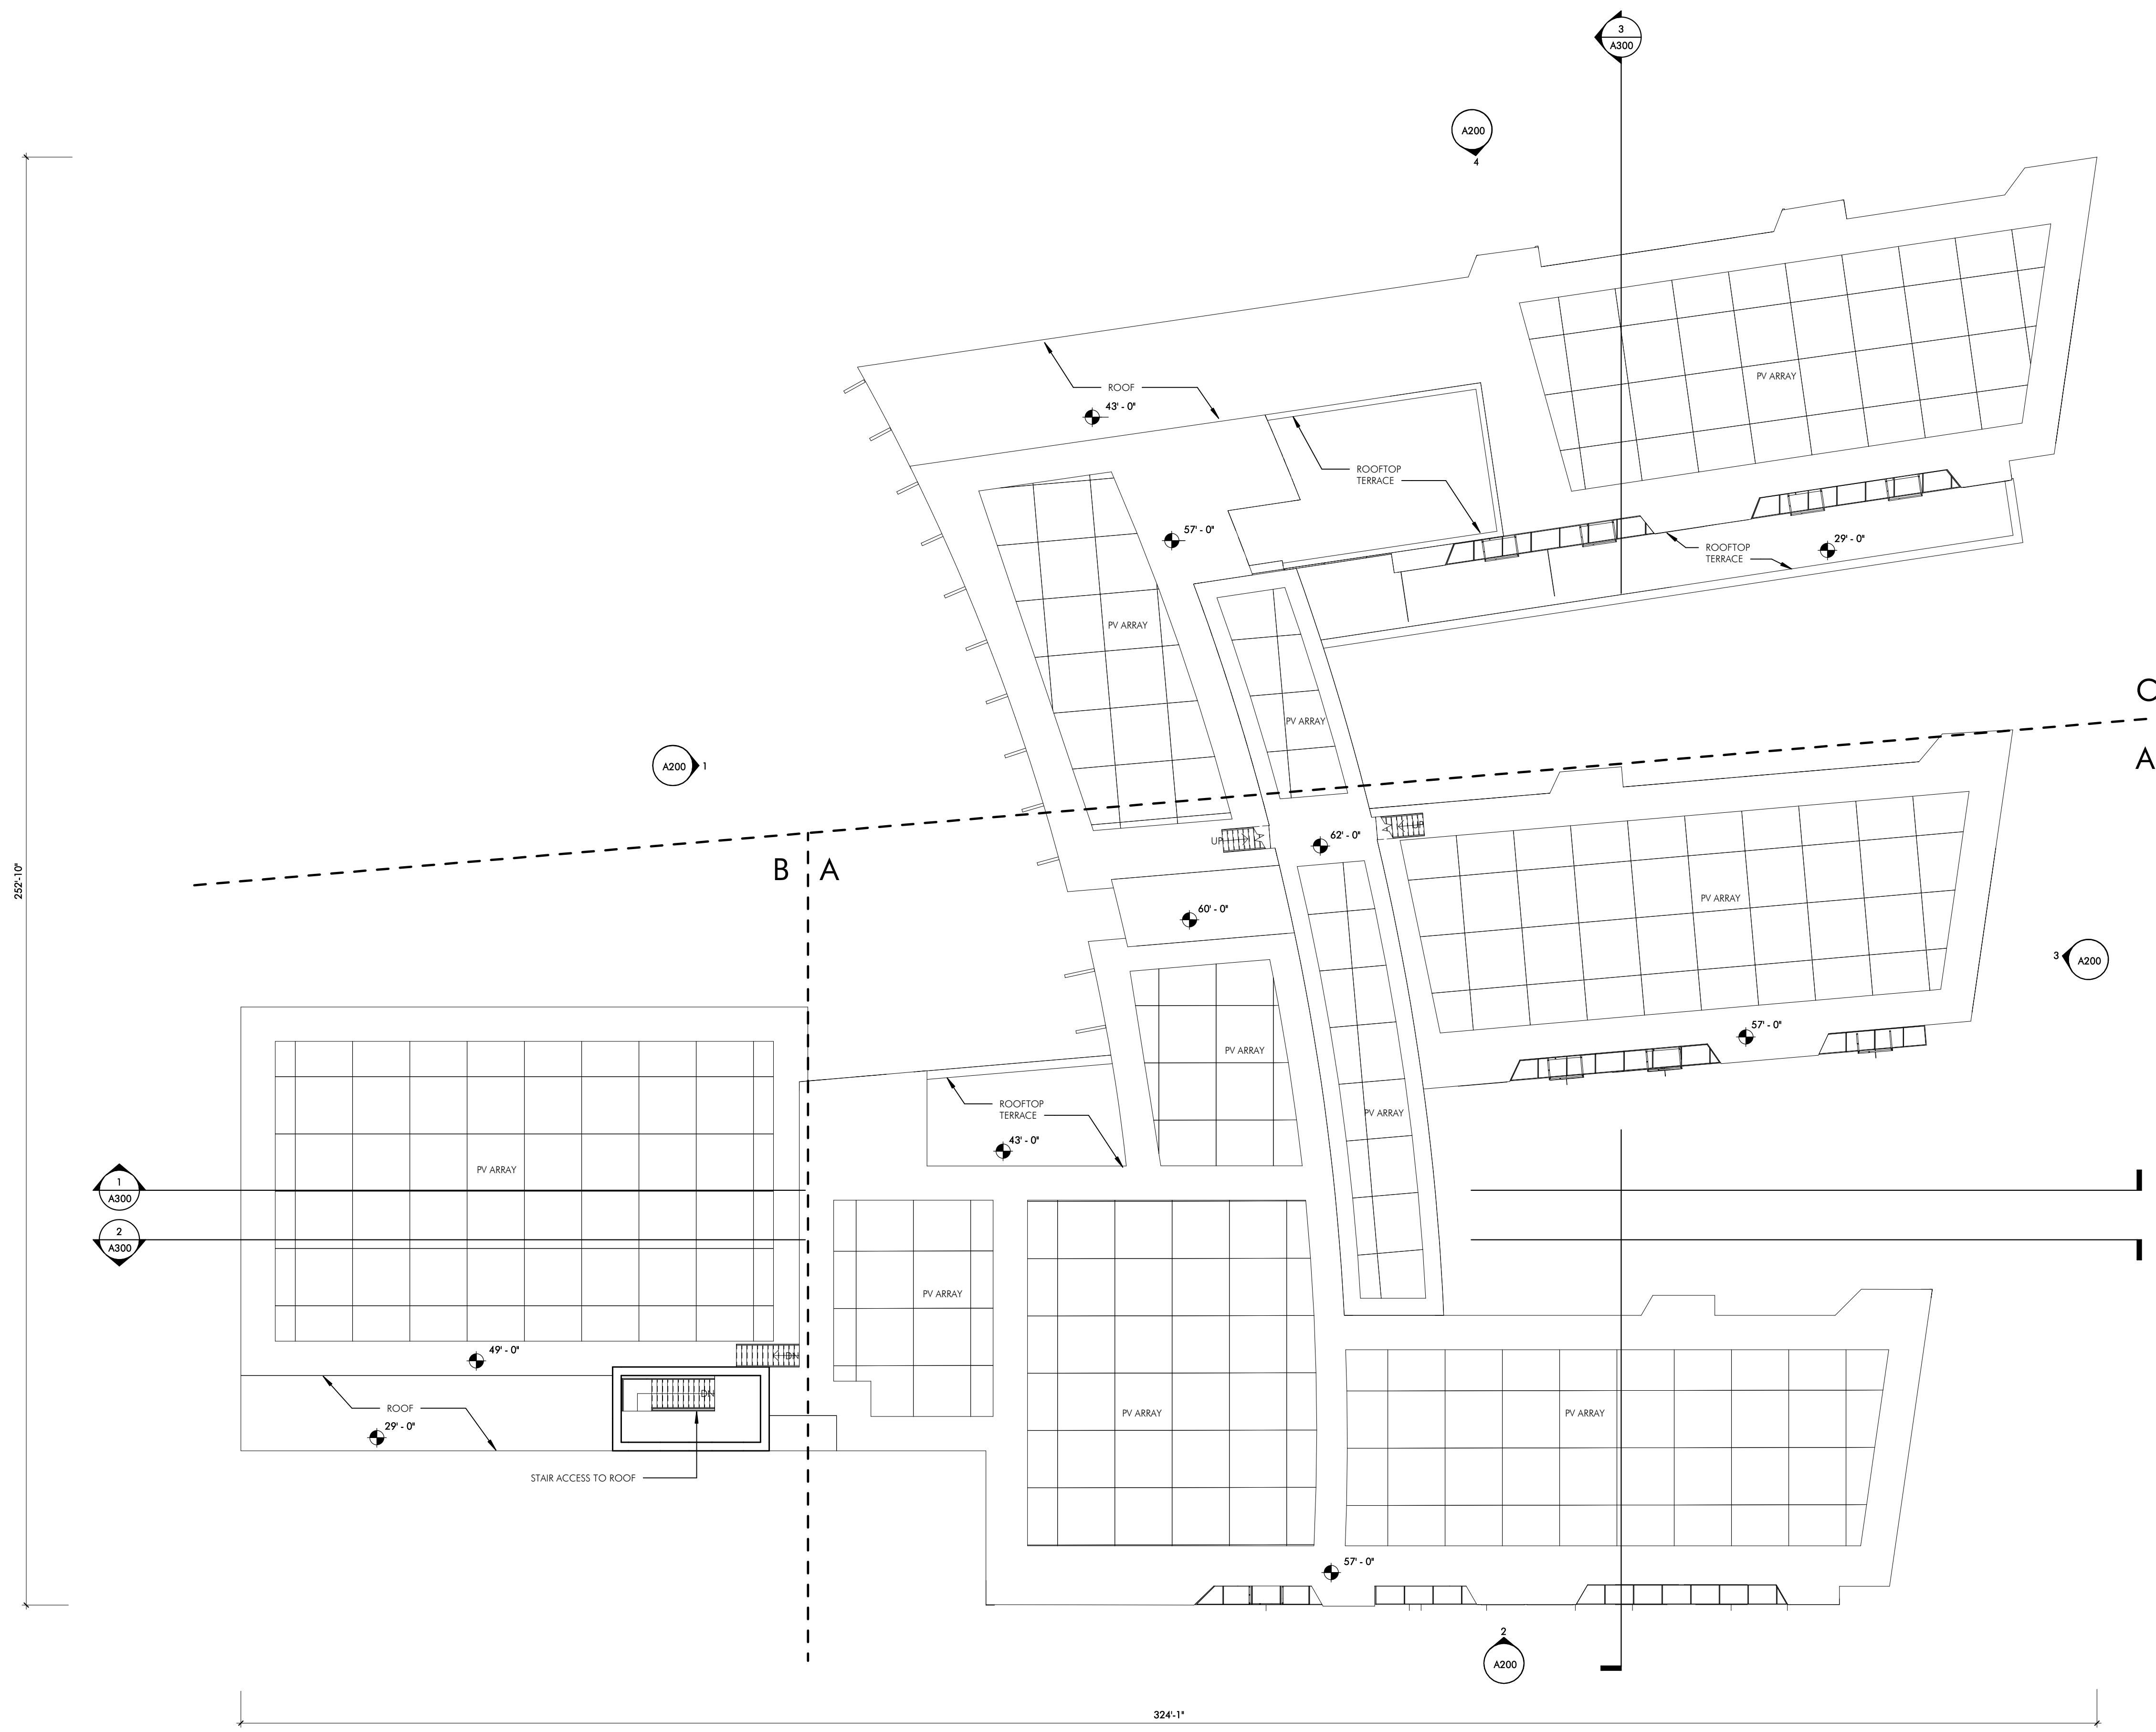 3
A300
A200
4
PV ARRAY
ROOF
43' - 0"
ROOFTOP
TERRACE
57' - 0"
ROOFTOP
TERRACE
29' - 0"
PV ARRAY
C
PV ARRAY
A
A200
1
UP
62' - 0"
UP
B
A
252'-10"
PV ARRAY
60' - 0"
3
A200
57' - 0"
PV ARRAY
ROOFTOP
TERRACE
PV ARRAY
43' - 0"
PV ARRAY
1
A300
2
A300
PV ARRAY
49' - 0"
DN
DN
ROOF
29' - 0"
PV ARRAY
PV ARRAY
STAIR ACCESS TO ROOF
57' - 0"
2
A200
324'-1"